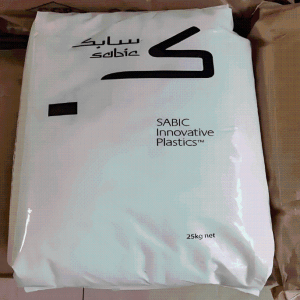 سابك
sabic
SABIC
Innovative
Plastics™
25kg net